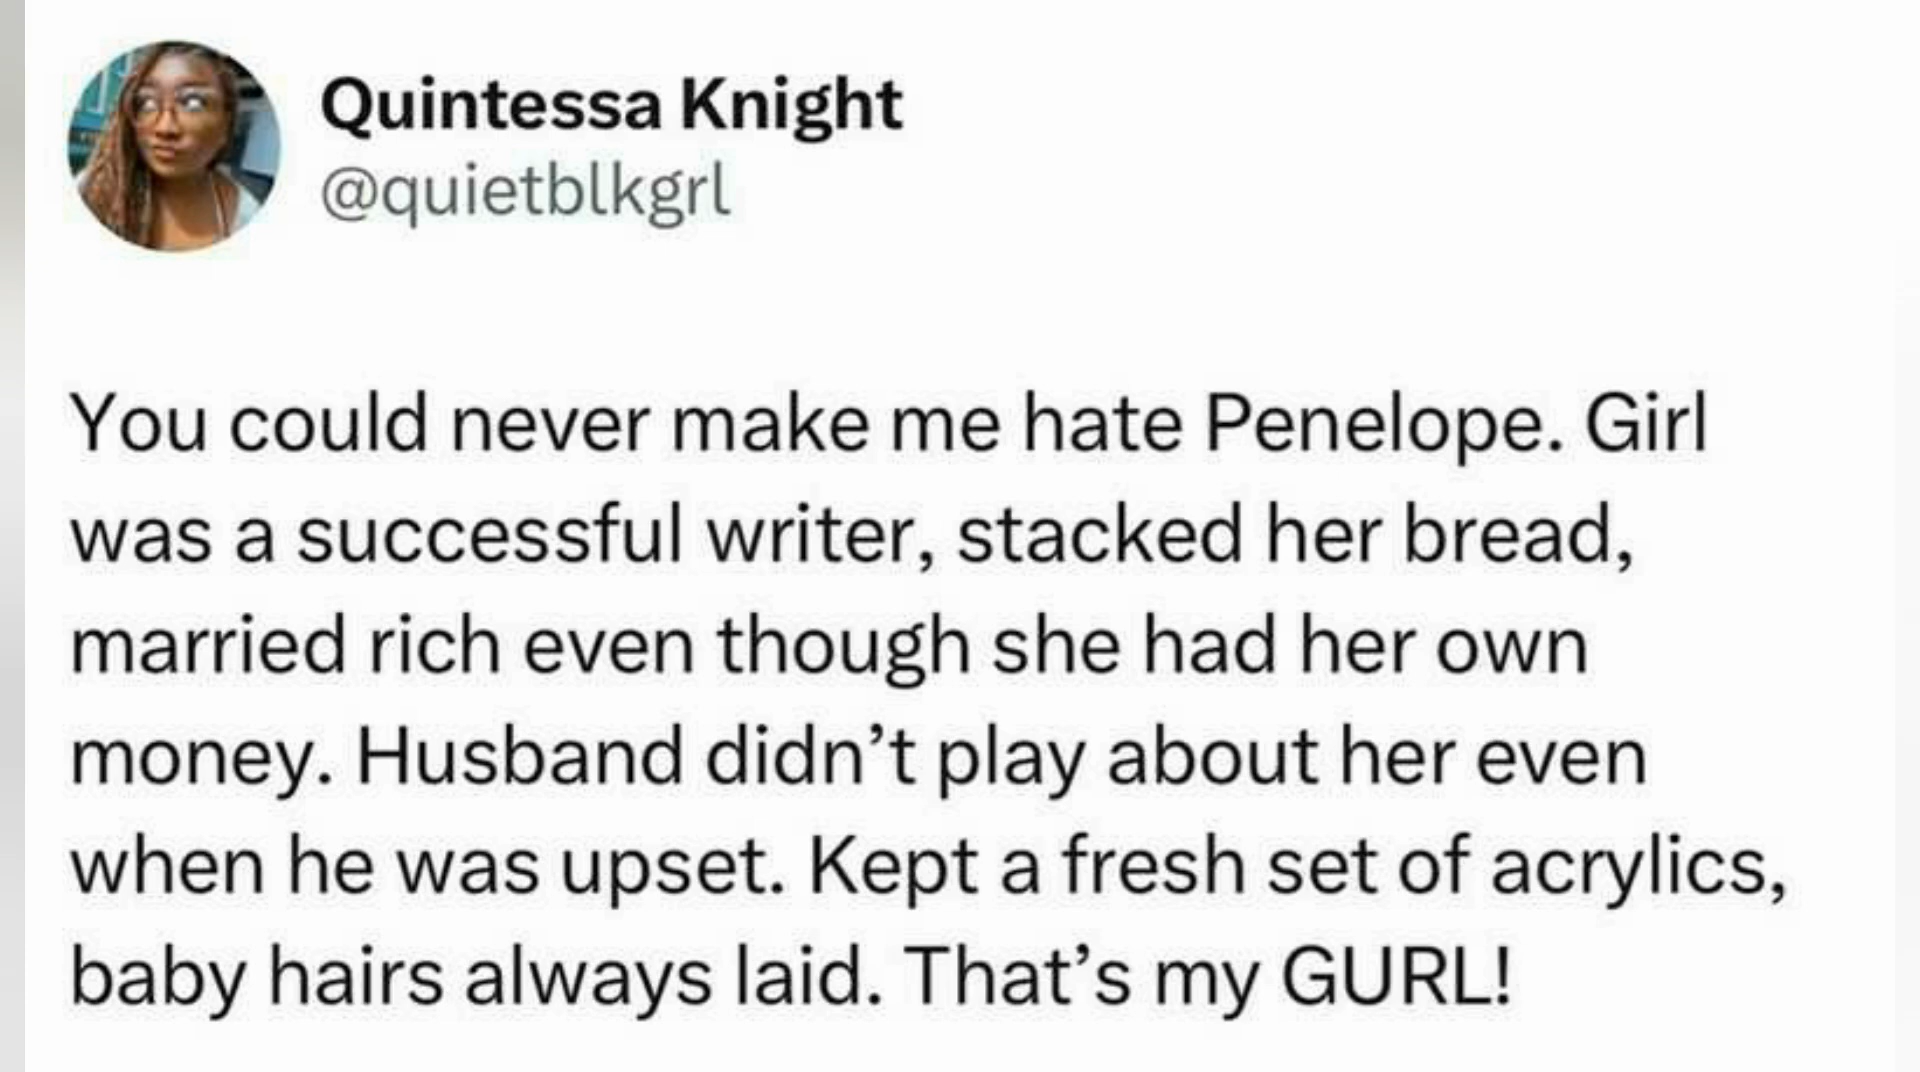 Quintessa Knight
@quietblkgrl
You could never make me hate Penelope. Girl
was a successful writer, stacked her bread,
married rich even though she had her own
money. Husband didn’t play about her even
when he was upset. Kept a fresh set of acrylics,
baby hairs always laid. That’s my GURL!